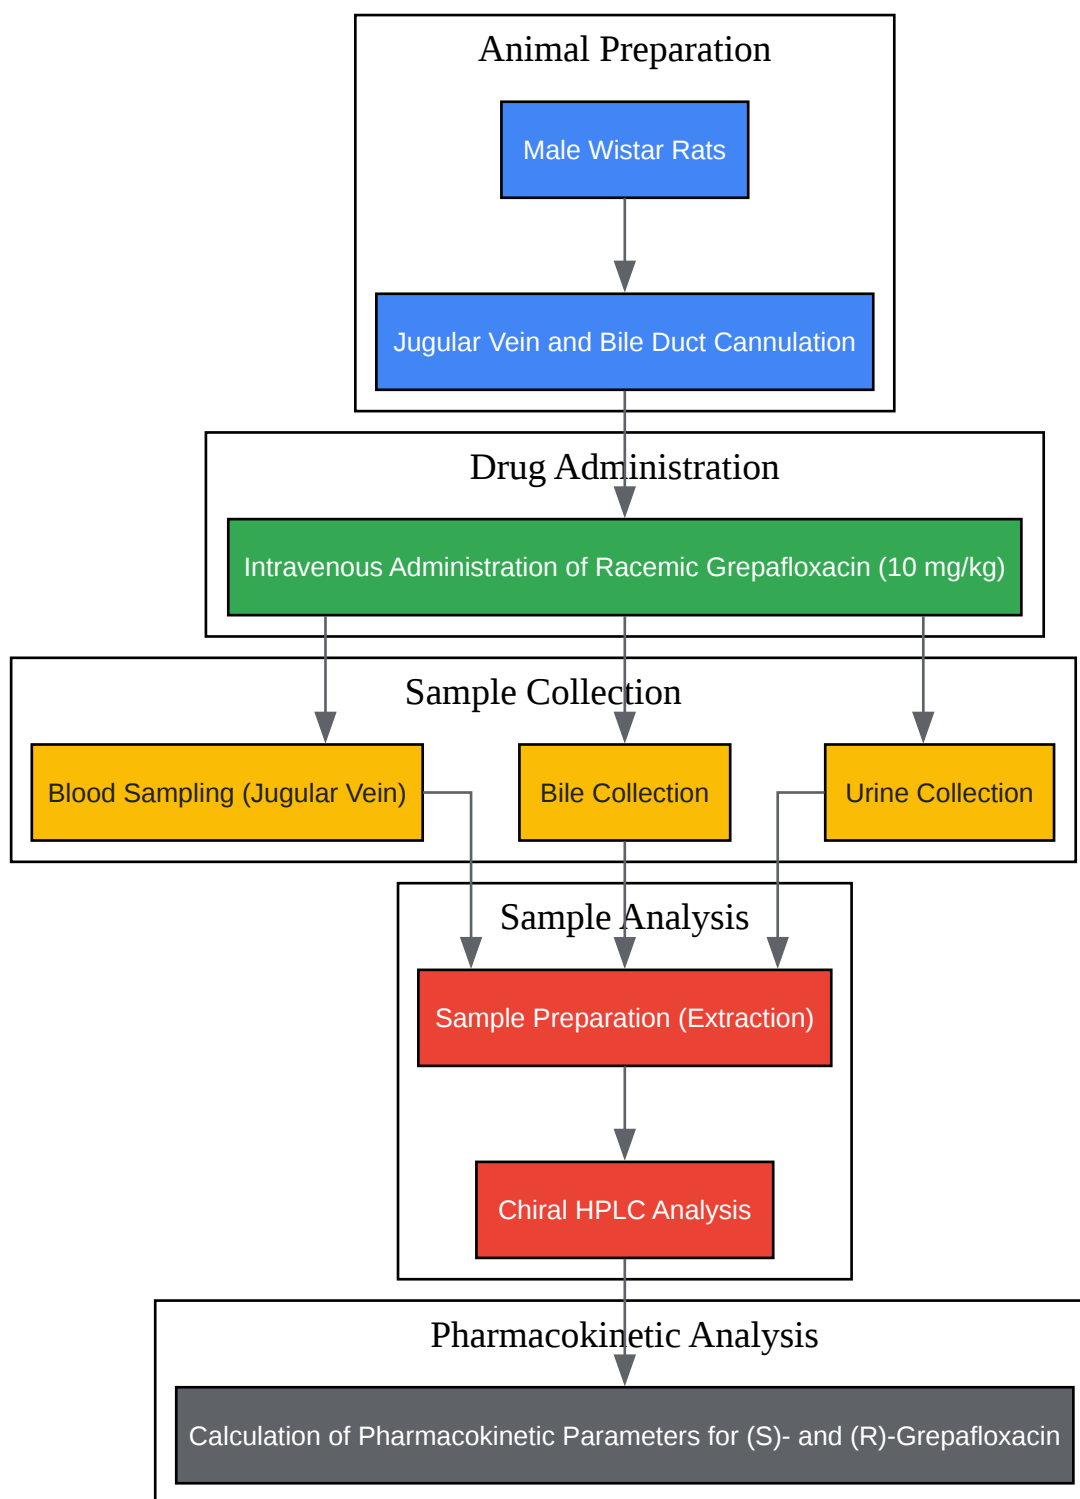 Animal Preparation
Male Wistar Rats
Jugular Vein and Bile Duct Cannulation
Drug Administration
Intravenous Administration of Racemic Grepafloxacin (10 mg/kg)
Sample Collection
Blood Sampling (Jugular Vein)
Bile Collection
Urine Collection
Sample Analysis
Sample Preparation (Extraction)
Chiral HPLC Analysis
Pharmacokinetic Analysis
Calculation of Pharmacokinetic Parameters for (S)- and (R)-Grepafloxacin